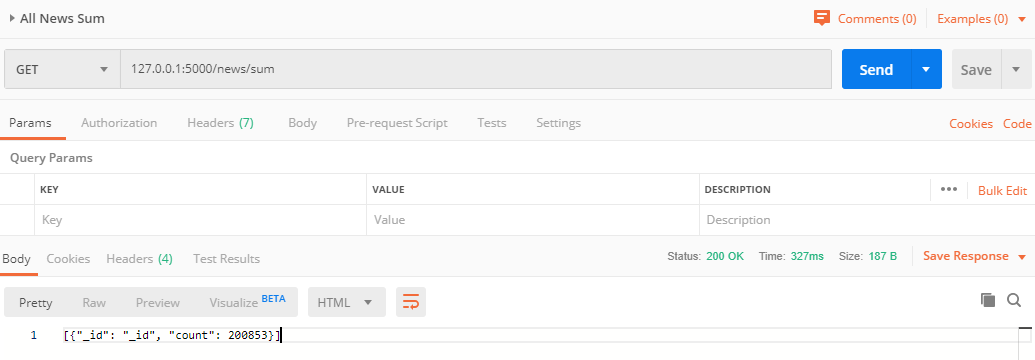 All News Sum
Comments (0) Examples (0)
GET 127.0.0.1:5000/news/sum Send Save
Params Authorization Headers (7) Body Pre-request Script Tests Settings Cookies Code
Query Params
KEY VALUE DESCRIPTION ••• Bulk Edit
Key Value Description
Body Cookies Headers (4) Test Results Status: 200 OK Time: 327ms Size: 187 B Save Response
Pretty Raw Preview Visualize BETA HTML
1 [{"_id": "_id", "count": 200853}]